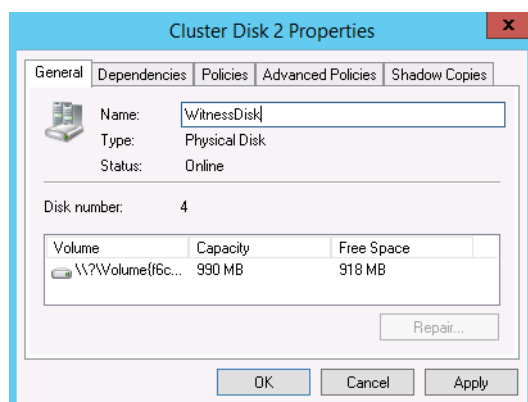 Cluster Disk 2 Properties
x
General Dependencies Policies Advanced Policies Shadow Copies
Name: WitnessDisk
Type: Physical Disk
Status: Online
Disk number: 4
Volume Capacity Free Space
\\?\Volume{f6c... 990 MB 918 MB
Repair...
OK Cancel Apply